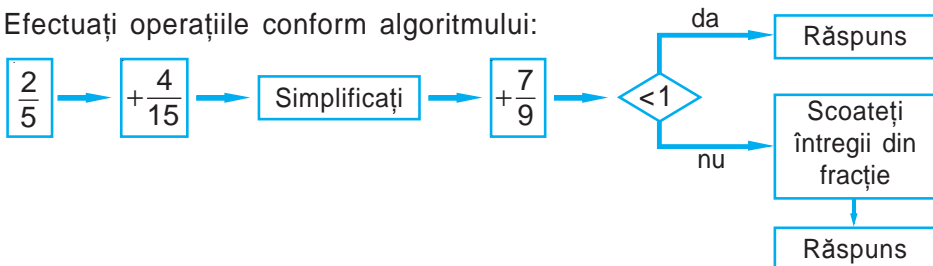 Efectuați operațiile conform algoritmului:
2/5
+4/15
Simplificați
+7/9
<1
da
Răspuns
nu
Scoateți
întregii din
fracție
Răspuns